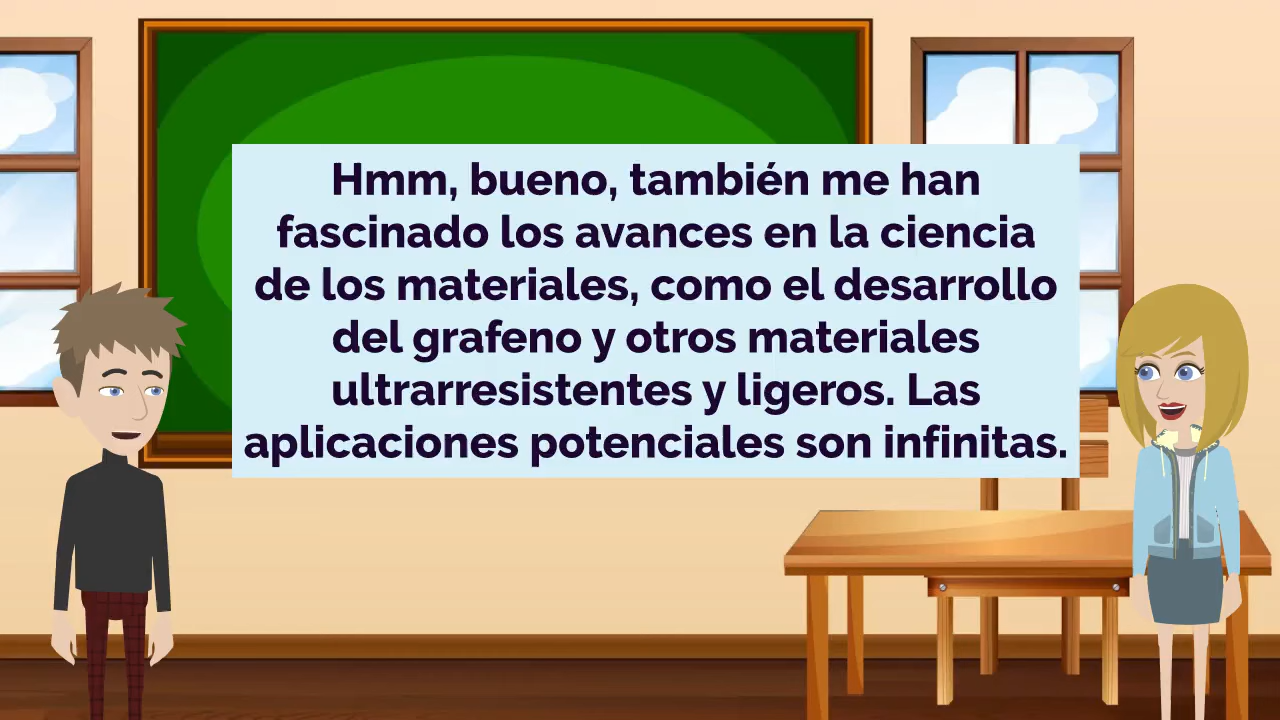 Hmm, bueno, también me han
fascinado los avances en la ciencia
de los materiales, como el desarrollo
del grafeno y otros materiales
ultrarresistentes y ligeros. Las
aplicaciones potenciales son infinitas.